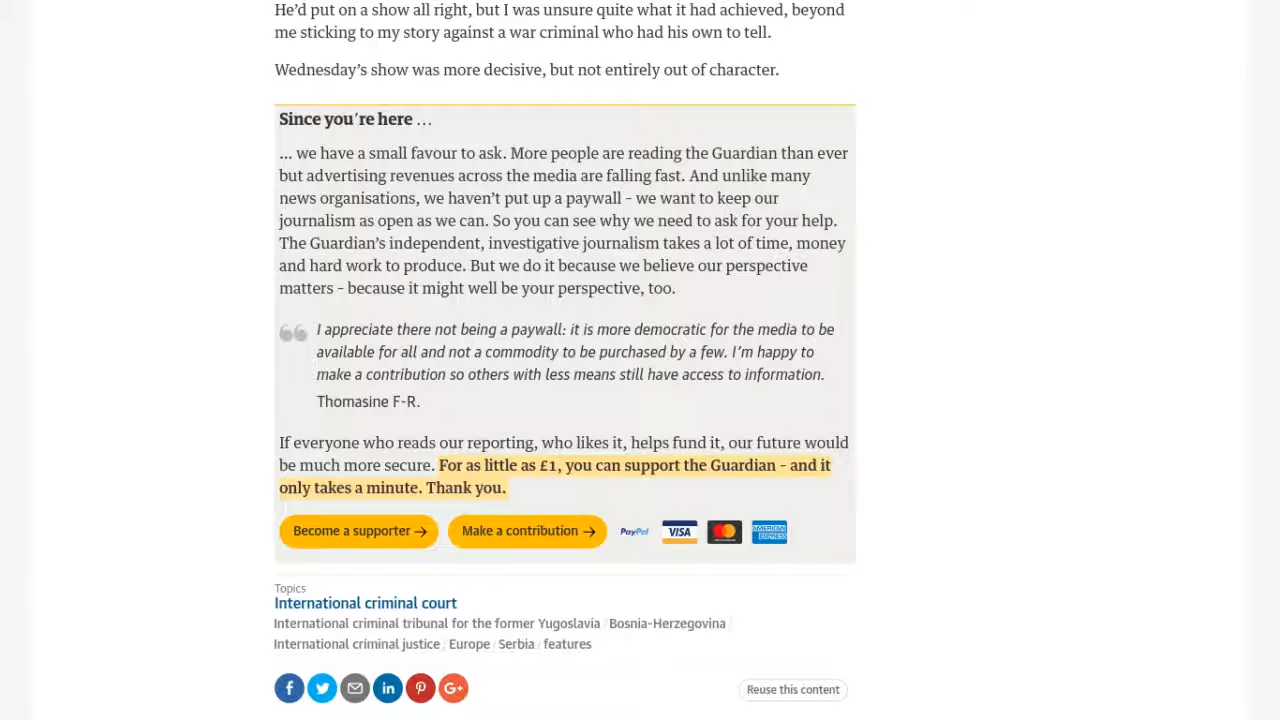 He’d put on a show all right, but I was unsure quite what it had achieved, beyond
me sticking to my story against a war criminal who had his own to tell.
Wednesday’s show was more decisive, but not entirely out of character.
Since you’re here …
… we have a small favour to ask. More people are reading the Guardian than ever
but advertising revenues across the media are falling fast. And unlike many
news organisations, we haven’t put up a paywall – we want to keep our
journalism as open as we can. So you can see why we need to ask for your help.
The Guardian’s independent, investigative journalism takes a lot of time, money
and hard work to produce. But we do it because we believe our perspective
matters – because it might well be your perspective, too.
I appreciate there not being a paywall: it is more democratic for the media to be
available for all and not a commodity to be purchased by a few. I’m happy to
make a contribution so others with less means still have access to information.
Thomasine F-R.
If everyone who reads our reporting, who likes it, helps fund it, our future would
be much more secure. For as little as £1, you can support the Guardian – and it
only takes a minute. Thank you.
Become a supporter → Make a contribution → PayPal VISA MasterCard AMERICAN EXPRESS
Topics
International criminal court
International criminal tribunal for the former Yugoslavia / Bosnia-Herzegovina /
International criminal justice / Europe / Serbia / features
f in G+ Reuse this content